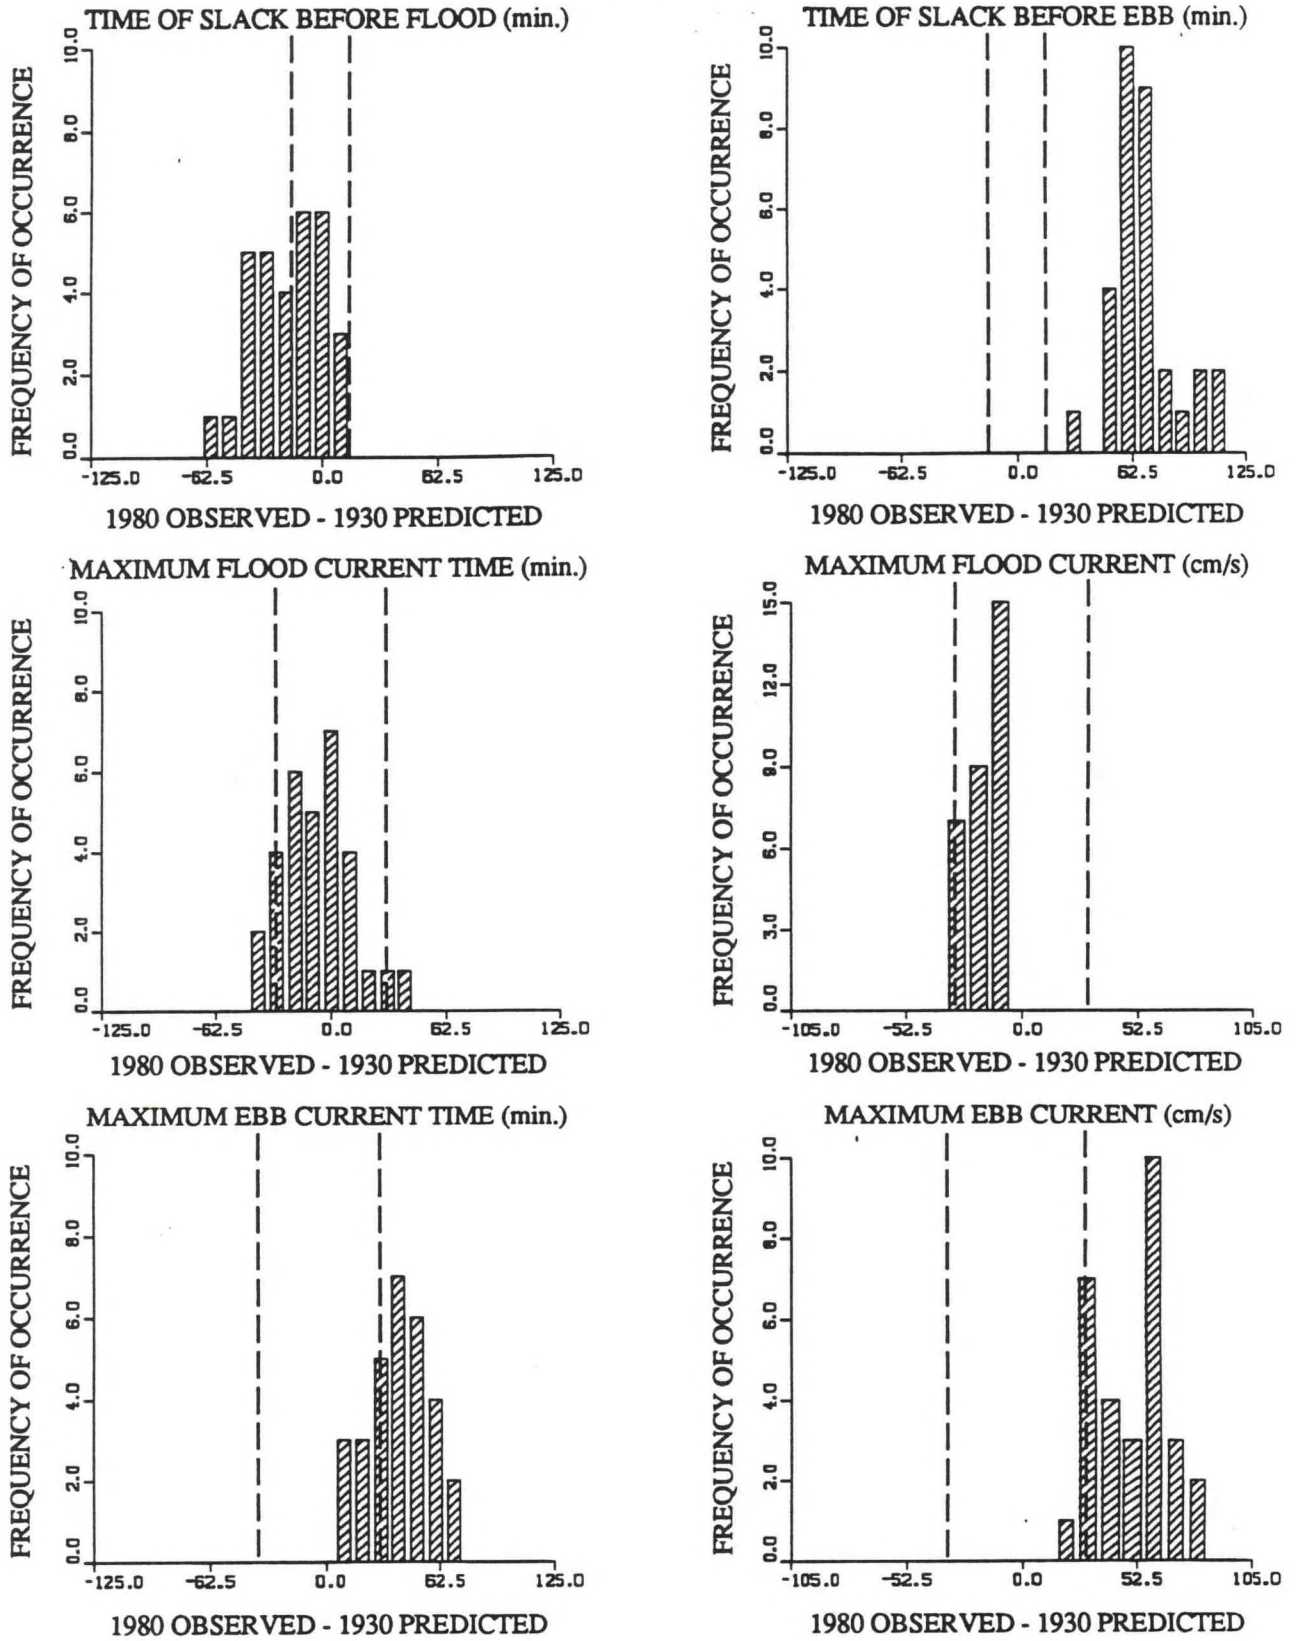 TIME OF SLACK BEFORE FLOOD (min.)
FREQUENCY OF OCCURRENCE
10.0
8.0
6.0
4.0
2.0
0.0
-125.0 -62.5 0.0 62.5 125.0
1980 OBSERVED - 1930 PREDICTED
TIME OF SLACK BEFORE EBB (min.)
FREQUENCY OF OCCURRENCE
10.0
8.0
6.0
4.0
2.0
0.0
-125.0 -62.5 0.0 62.5 125.0
1980 OBSERVED - 1930 PREDICTED
MAXIMUM FLOOD CURRENT TIME (min.)
FREQUENCY OF OCCURRENCE
10.0
8.0
6.0
4.0
2.0
0.0
-125.0 -62.5 0.0 62.5 125.0
1980 OBSERVED - 1930 PREDICTED
MAXIMUM FLOOD CURRENT (cm/s)
FREQUENCY OF OCCURRENCE
15.0
12.0
9.0
6.0
3.0
0.0
-105.0 -52.5 0.0 52.5 105.0
1980 OBSERVED - 1930 PREDICTED
MAXIMUM EBB CURRENT TIME (min.)
FREQUENCY OF OCCURRENCE
10.0
8.0
6.0
4.0
2.0
0.0
-125.0 -62.5 0.0 62.5 125.0
1980 OBSERVED - 1930 PREDICTED
MAXIMUM EBB CURRENT (cm/s)
FREQUENCY OF OCCURRENCE
10.0
8.0
6.0
4.0
2.0
0.0
-105.0 -52.5 0.0 52.5 105.0
1980 OBSERVED - 1930 PREDICTED